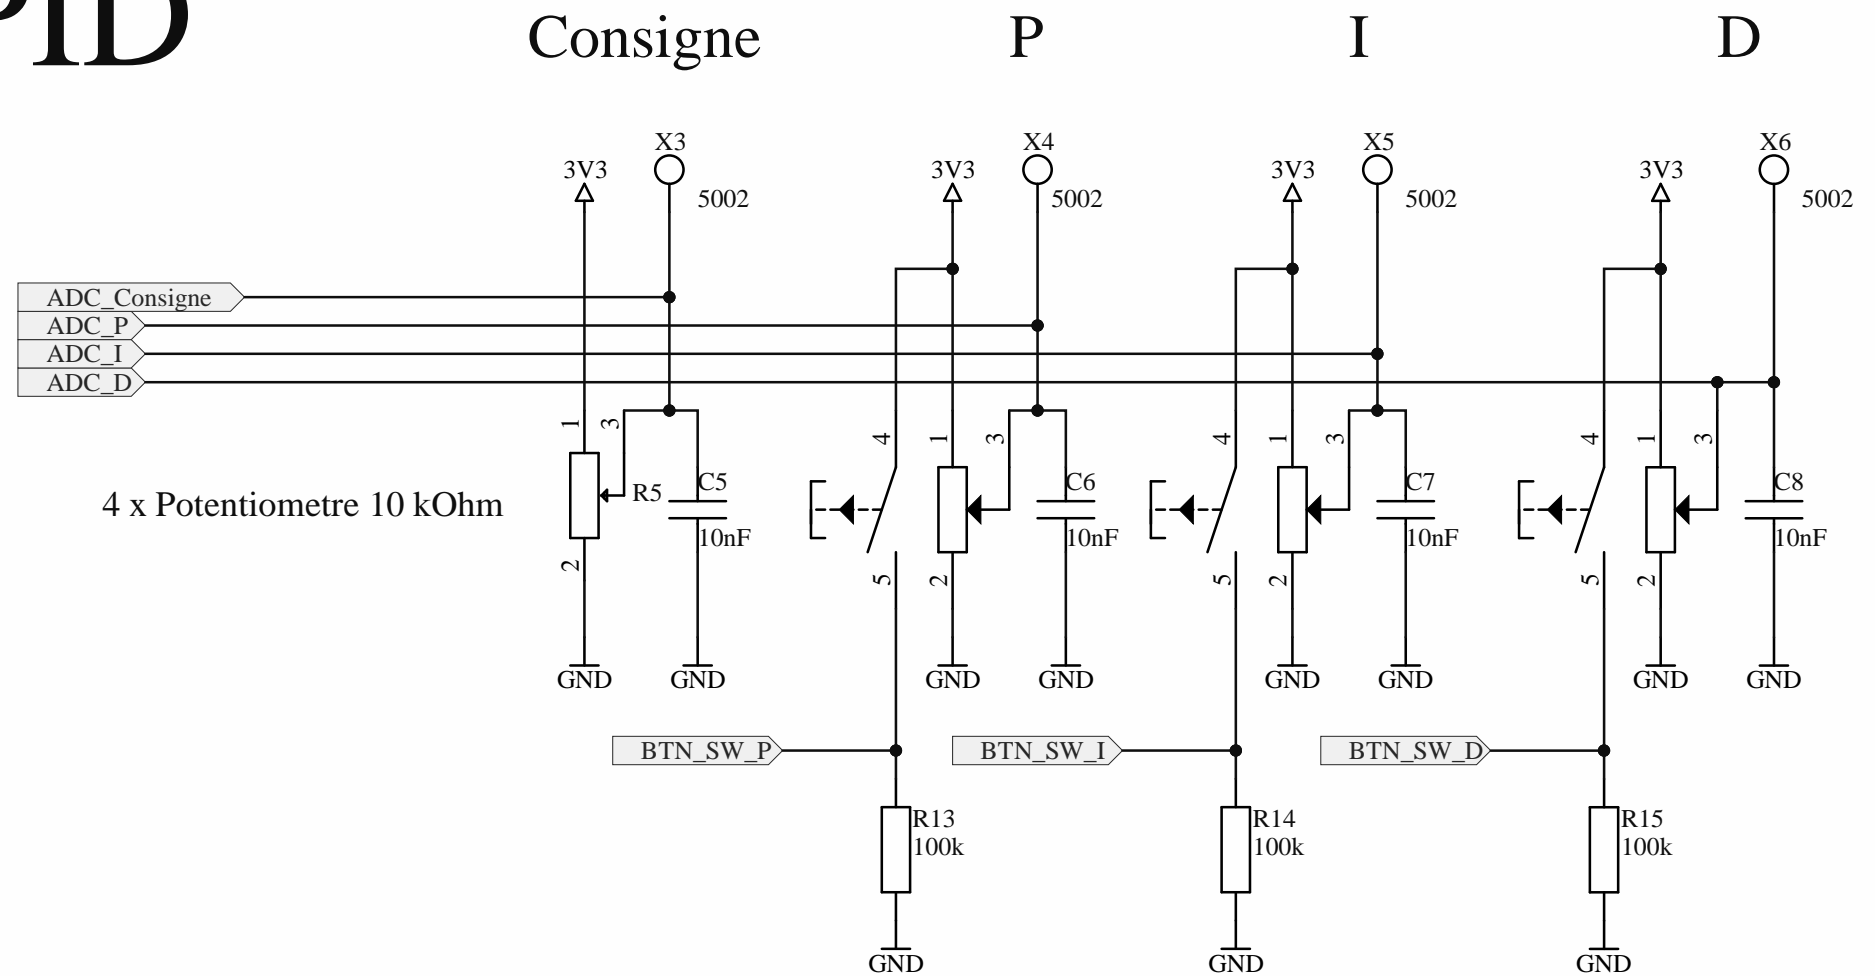 PID
Consigne P I D
X3 X4 X5 X6
3V3 3V3 3V3 3V3
5002 5002 5002 5002
ADC_Consigne
ADC_P
ADC_I
ADC_D
1 3 4 1 3 4 1 3 4 1 3
4 x Potentiometre 10 kOhm
R5 C5 C6 C7 C8
10nF 10nF 10nF 10nF
2 5 2 5 2 5 2
GND GND GND GND GND GND GND GND
BTN_SW_P BTN_SW_I BTN_SW_D
R13 R14 R15
100k 100k 100k
GND GND GND